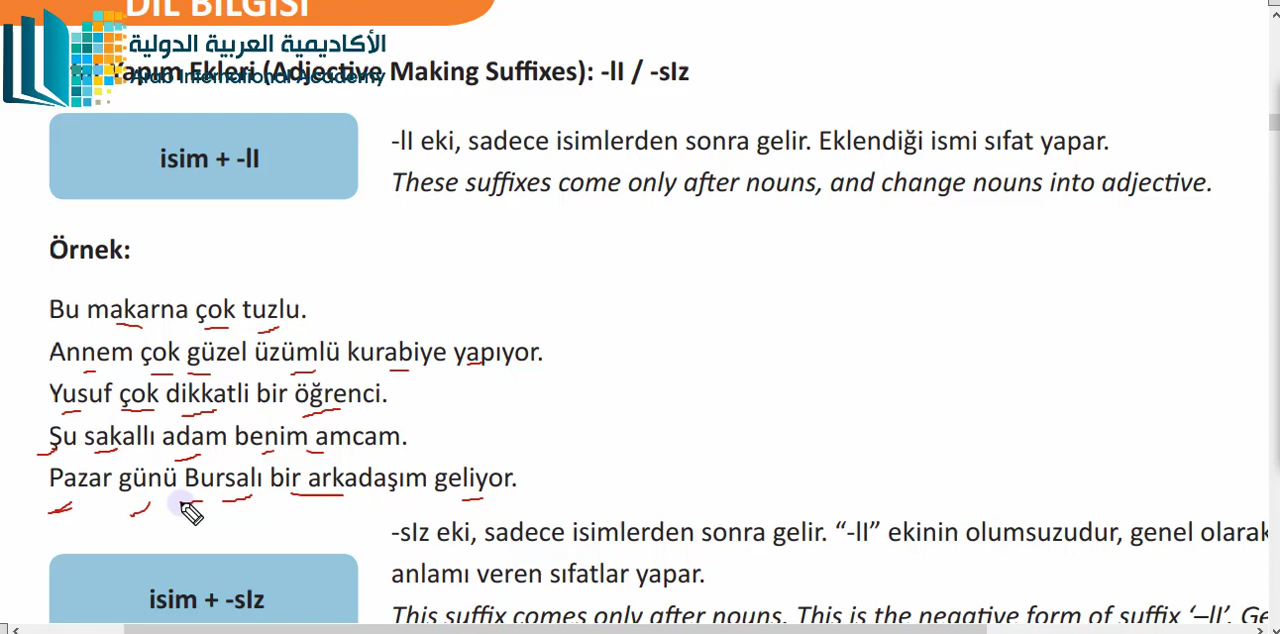 DİL BİLGİSİ
الأكاديمية العربية الدولية
Arab International Academy
Yapım Ekleri (Adjective Making Suffixes): -lI / -sIz
isim + -lI
-lI eki, sadece isimlerden sonra gelir. Eklendiği ismi sıfat yapar.
These suffixes come only after nouns, and change nouns into adjective.
Örnek:
Bu makarna çok tuzlu.
Annem çok güzel üzümlü kurabiye yapıyor.
Yusuf çok dikkatli bir öğrenci.
Şu sakallı adam benim amcam.
Pazar günü Bursalı bir arkadaşım geliyor.
isim + -sIz
-sIz eki, sadece isimlerden sonra gelir. “-lI” ekinin olumsuzudur, genel olarak
anlamı veren sıfatlar yapar.
This suffix comes only after nouns. This is the negative form of suffix ‘–lI’. Ge